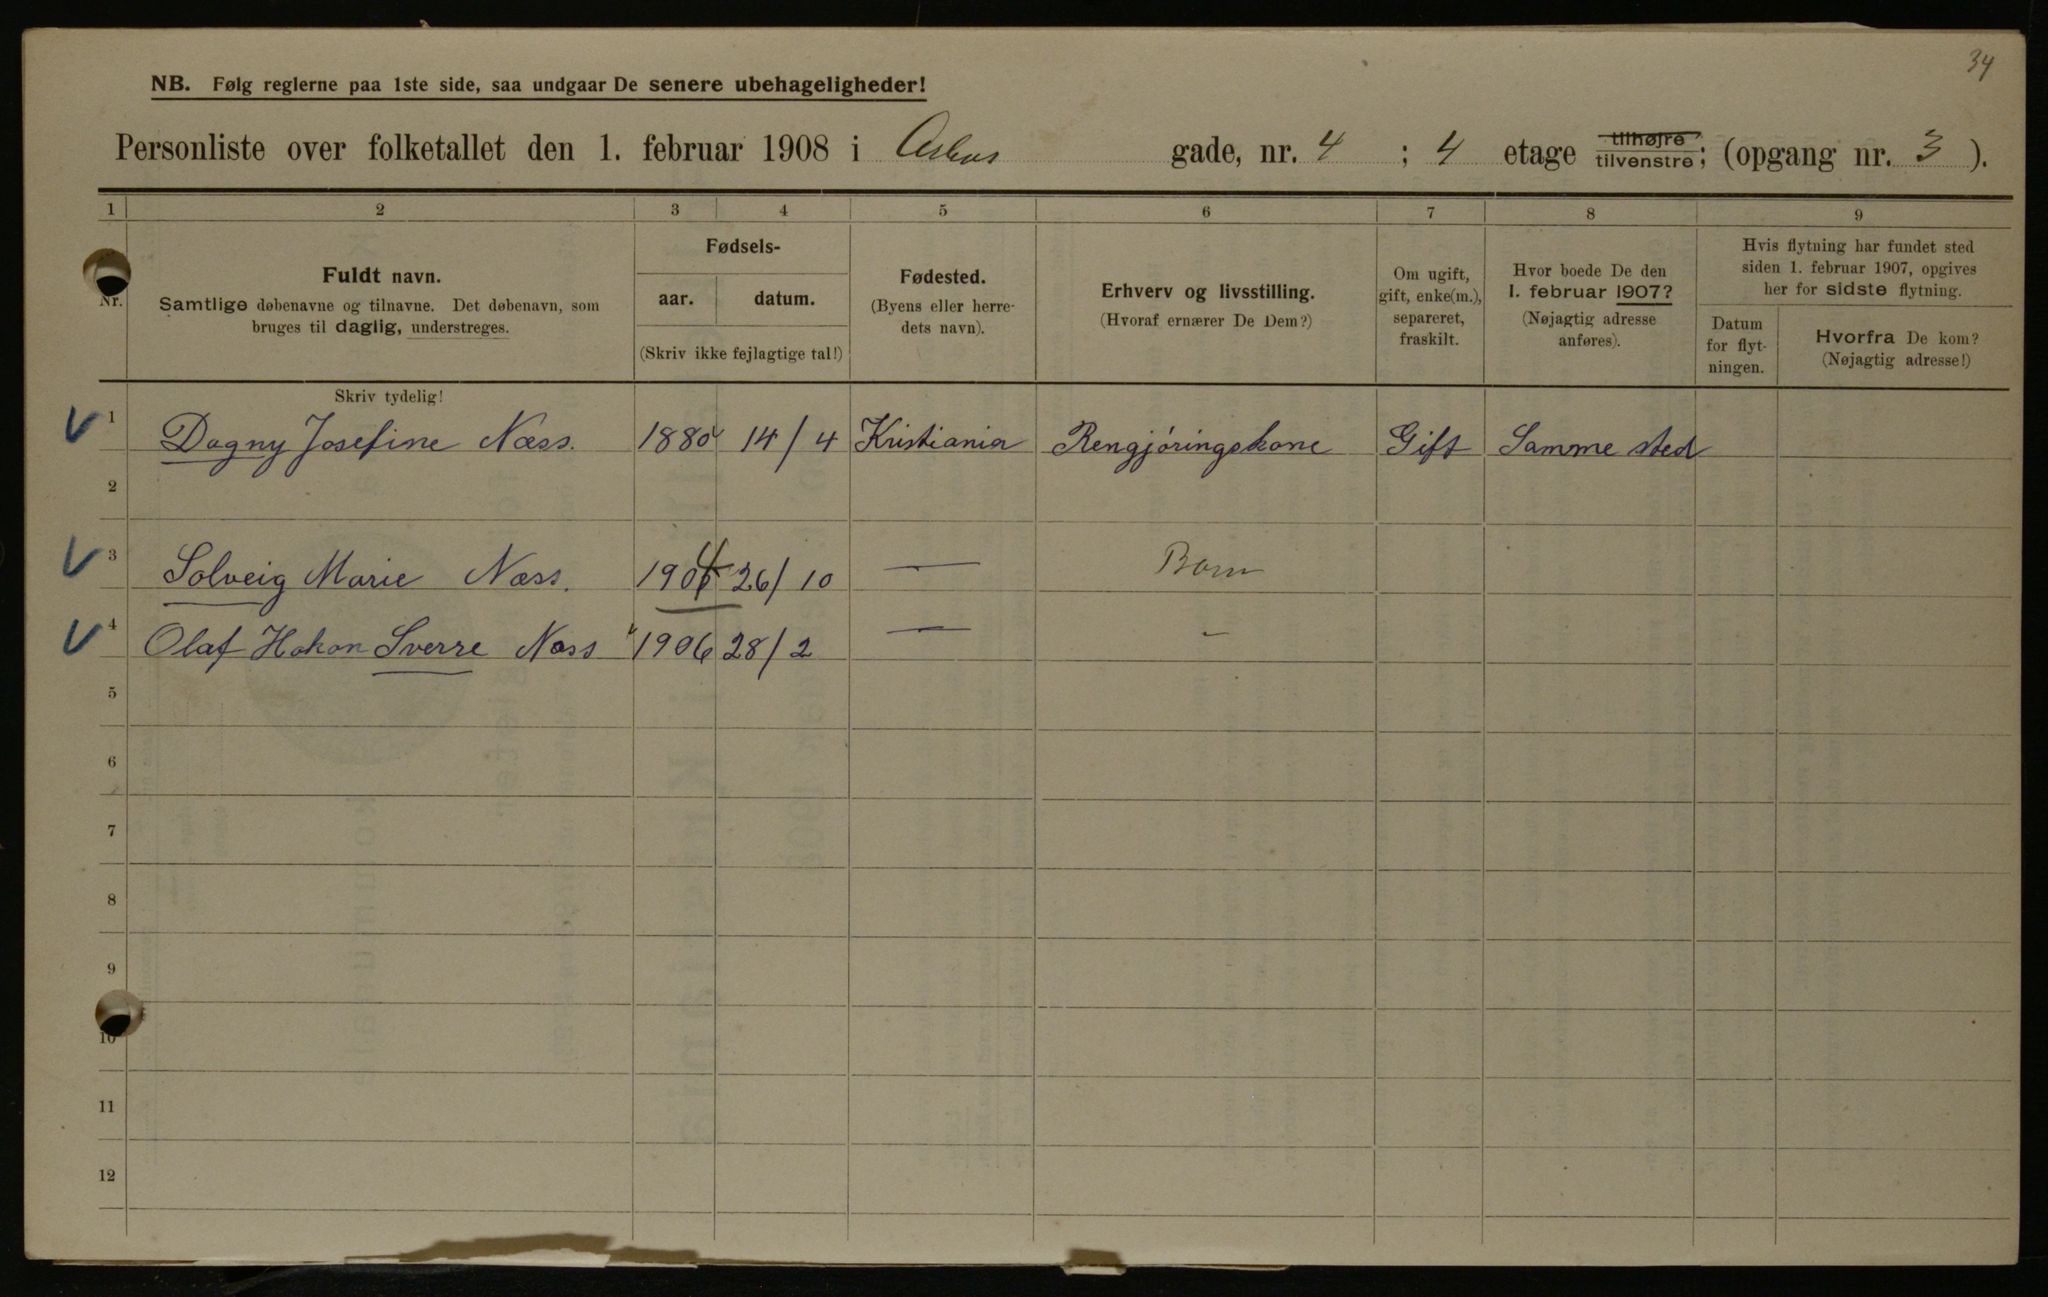 34
NB. Følg reglerne paa 1ste side, saa undgaar De senere ubehageligheder!
Personliste over folketallet den 1. februar 1908 i Askers gade, nr. 4 ; 4 etage tilhøjre tilvenstre; (opgang nr. 3 ).
1 2 3 4 5 6 7 8 9
Nr.
Fuldt navn.
Samtlige døbenavne og tilnavne. Det døbenavn, som
bruges til daglig, understreges.
Fødsels-
aar. datum.
(Skriv ikke fejlagtige tal!)
Fødested.
(Byens eller herre-
dets navn).
Erhverv og livsstilling.
(Hvoraf ernærer De Dem?)
Om ugift,
gift, enke(m.),
separeret,
fraskilt.
Hvor boede De den
1. februar 1907?
(Nøjagtig adresse
anføres).
Hvis flytning har fundet sted
siden 1. februar 1907, opgives
her for sidste flytning.
Datum
for flyt-
ningen.
Hvorfra De kom?
(Nøjagtig adresse!)
Skriv tydelig!
1 Dagny Josefine Næss. 1880 14/4 Kristiania Rengjøringskone Gift Samme sted
2
3 Solveig Marie Næss. 1904 26/10 — Barn
4 Olaf Hakon Sverre Næss 1906 28/2 — -
5
6
7
8
9
10
11
12